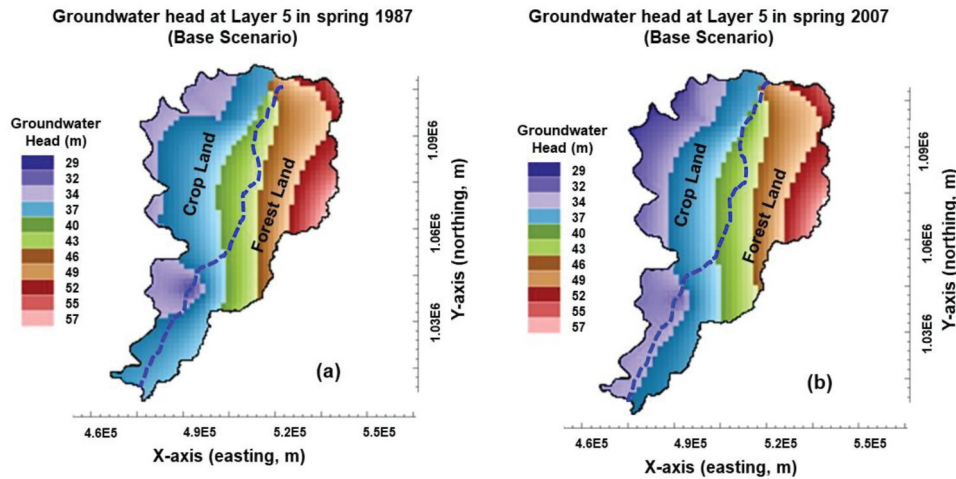 Groundwater head at Layer 5 in spring 1987
(Base Scenario)
Groundwater
Head (m)
29
32
34
37
40
43
46
49
52
55
57
Crop Land
Forest Land
(a)
1.09E6
1.06E6
1.03E6
Y-axis (northing, m)
4.6E5 4.9E5 5.2E5 5.5E5
X-axis (easting, m)
Groundwater head at Layer 5 in spring 2007
(Base Scenario)
Groundwater
Head (m)
29
32
34
37
40
43
46
49
52
55
57
Crop Land
Forest Land
(b)
1.09E6
1.06E6
1.03E6
Y-axis (northing, m)
4.6E5 4.9E5 5.2E5 5.5E5
X-axis (easting, m)